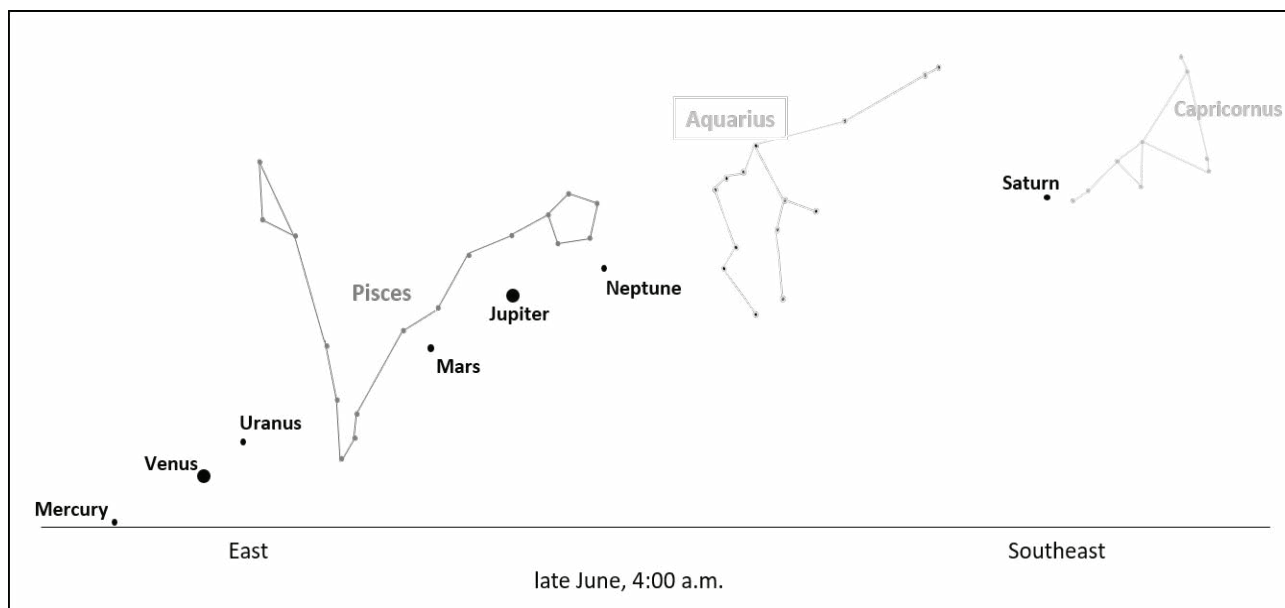 Aquarius
Capricornus
Saturn
Pisces
Neptune
Jupiter
Mars
Uranus
Venus
Mercury
East
Southeast
late June, 4:00 a.m.